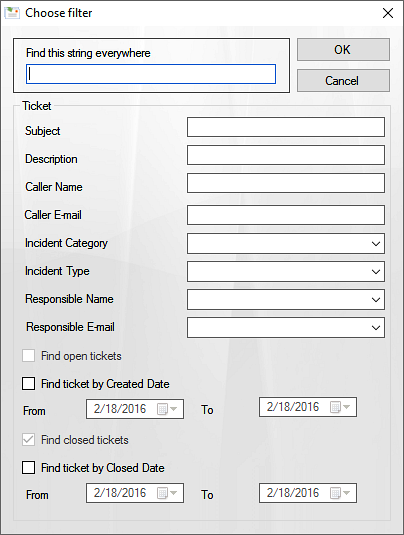 Choose filter
Find this string everywhere
OK
Cancel
Ticket
Subject
Description
Caller Name
Caller E-mail
Incident Category
Incident Type
Responsible Name
Responsible E-mail
Find open tickets
Find ticket by Created Date
From 2/18/2016 To 2/18/2016
Find closed tickets
Find ticket by Closed Date
From 2/18/2016 To 2/18/2016